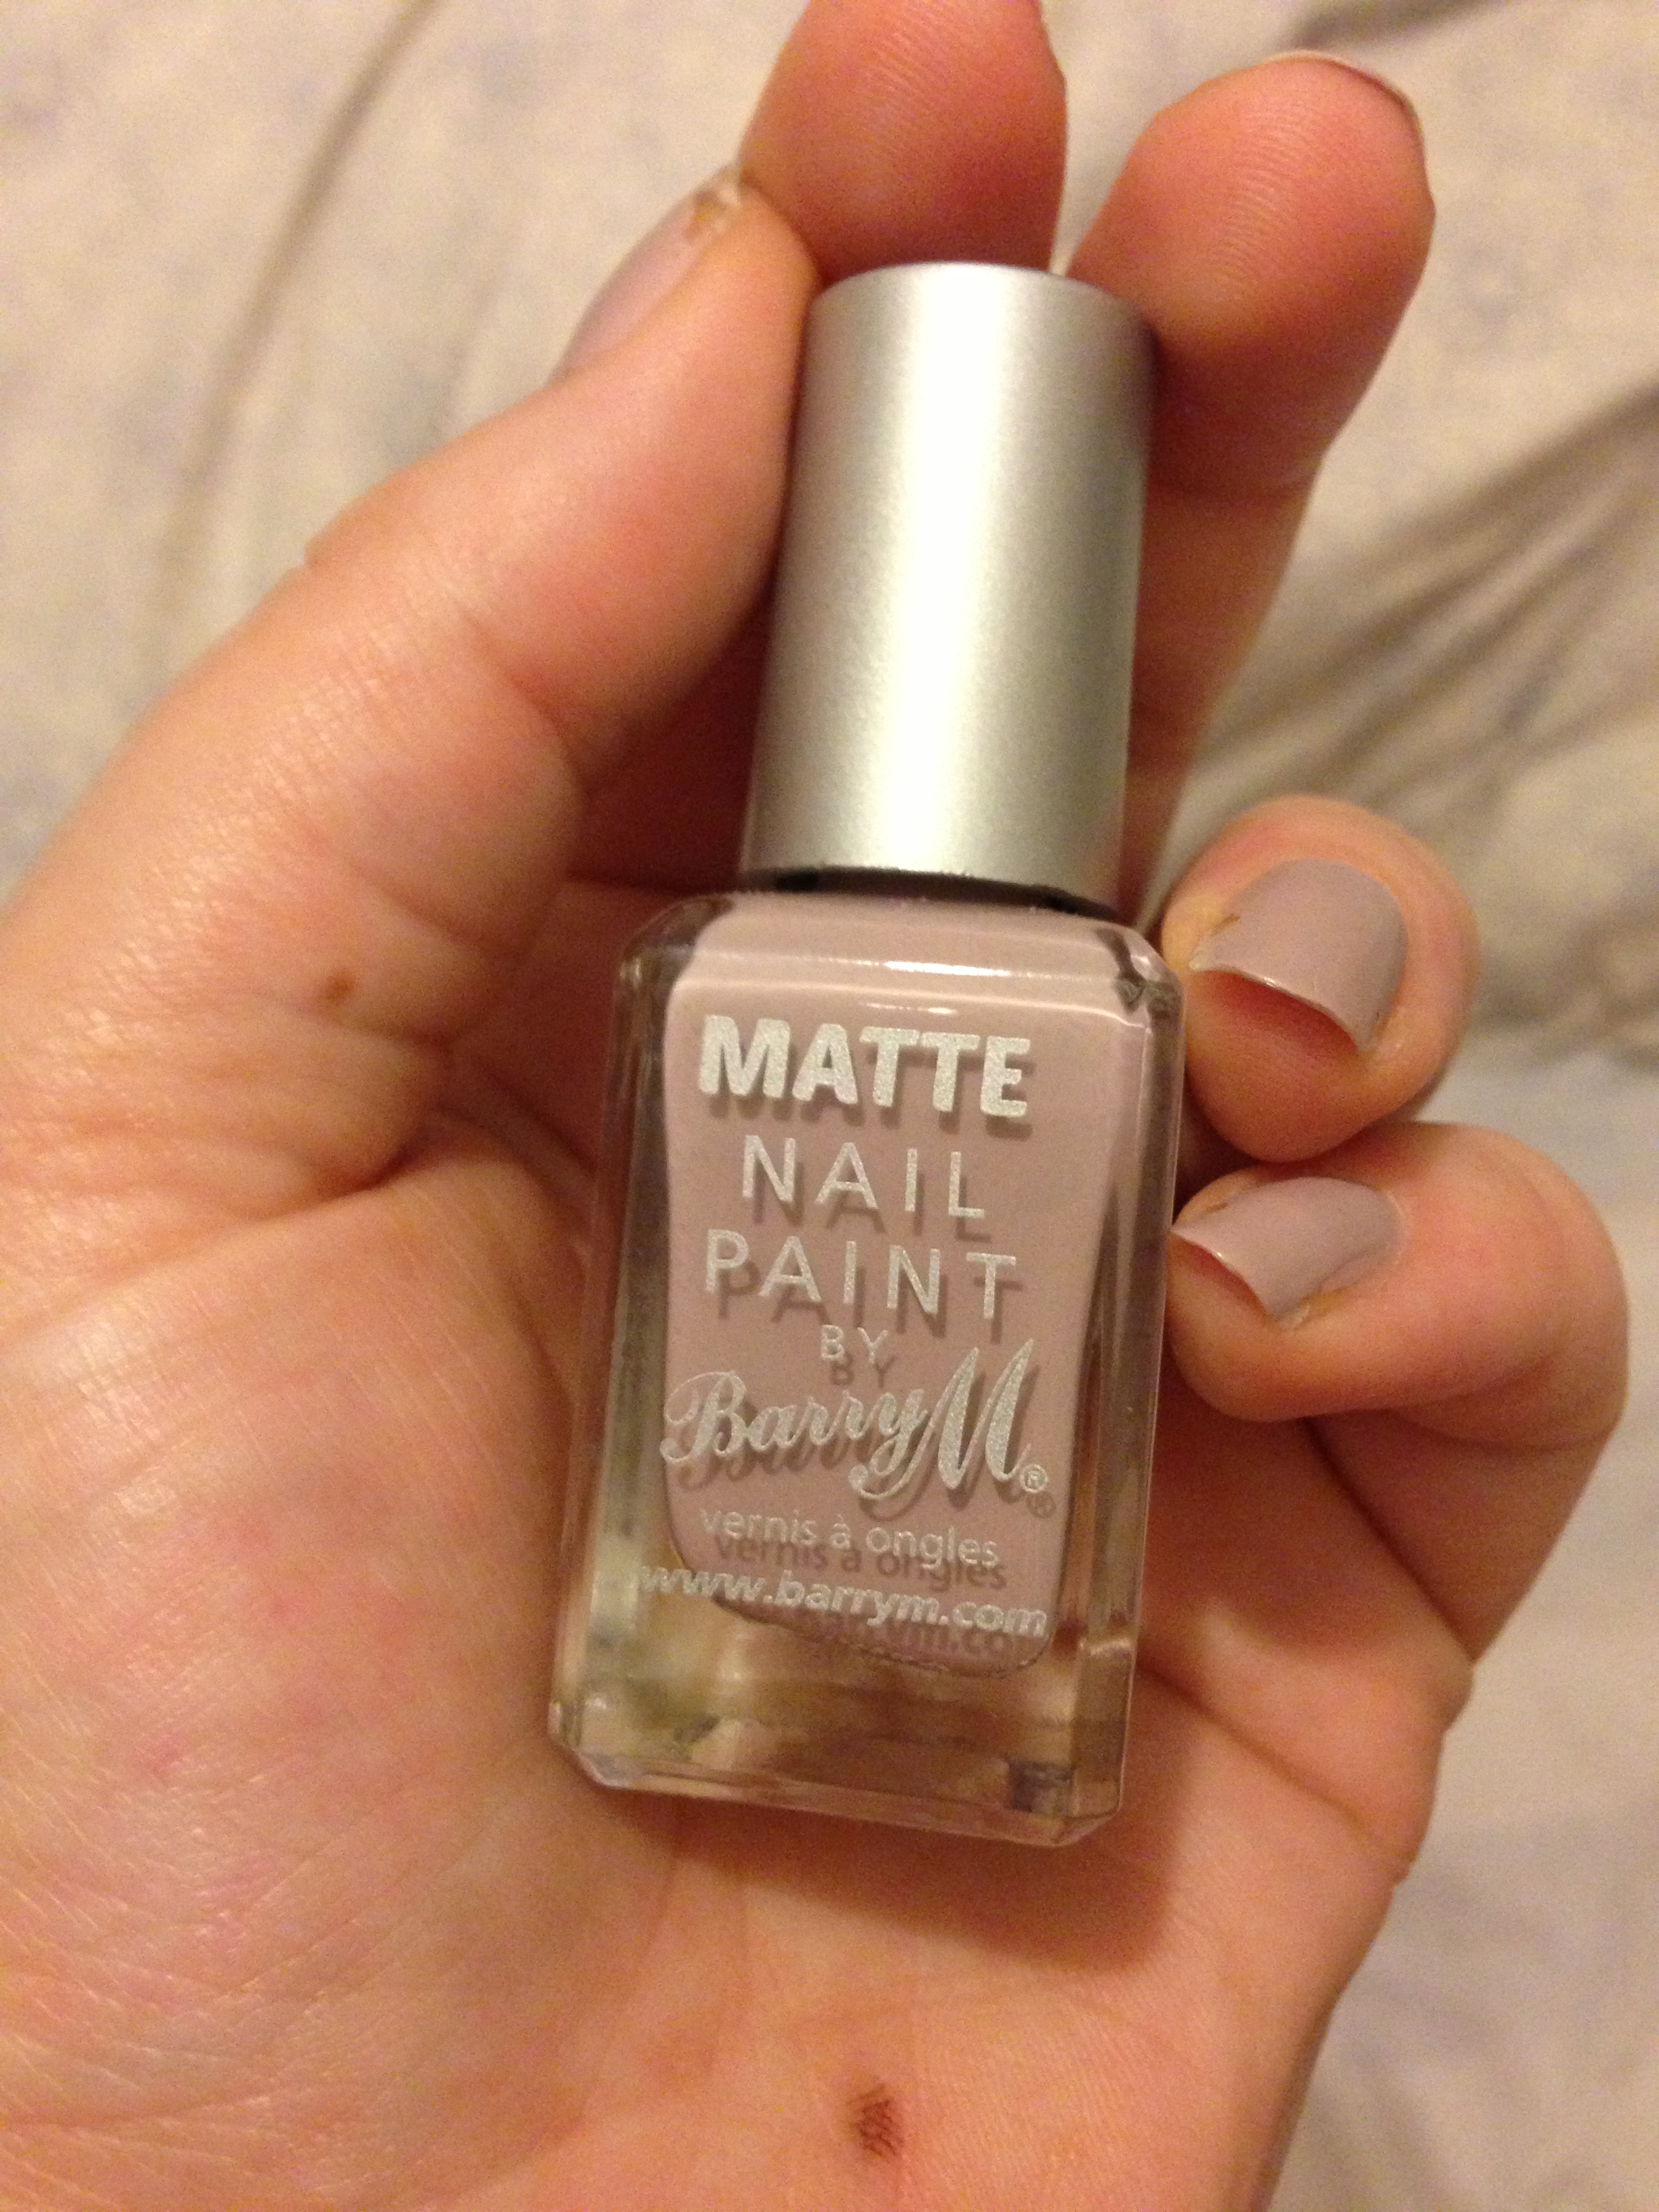 MATTE
NAIL
PAINT
BY
Barry M®
vernis à ongles
www.barrym.com